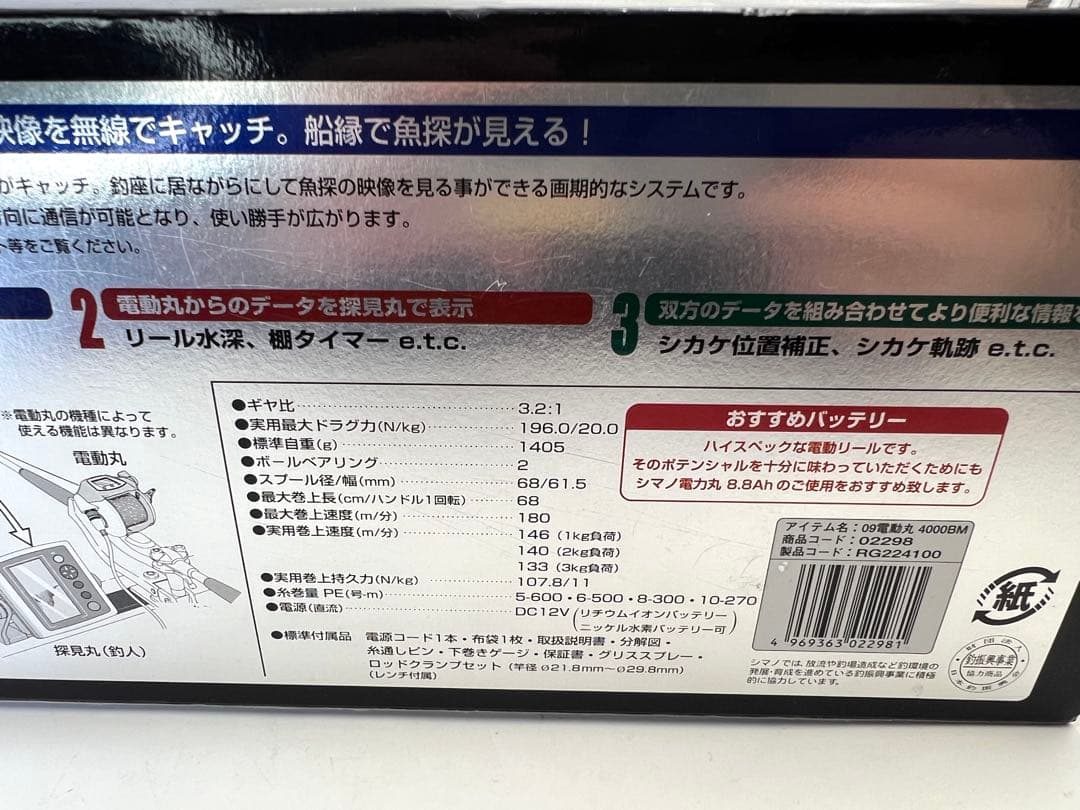 映像を無線でキャッチ。船縁で魚探が見える!
がキャッチ。釣座に居ながらにして魚探の映像を見る事ができる画期的なシステムです。
方向に通信が可能となり、使い勝手が広がります。
ト等をご覧ください。
2 電動丸からのデータを探見丸で表示
リール水深、棚タイマー e.t.c.
3 双方のデータを組み合わせてより便利な情報を
シカケ位置補正、シカケ軌跡 e.t.c.
※電動丸の機種によって
使える機能は異なります。
電動丸
探見丸(釣人)
●ギヤ比 3.2:1
●実用最大ドラグ力(N/kg) 196.0/20.0
●標準自重(g) 1405
●ボールベアリング 2
●スプール径/幅(mm) 68/61.5
●最大巻上長(cm/ハンドル1回転) 68
●最大巻上速度(m/分) 180
●実用巻上速度(m/分) 146(1kg負荷)
140(2kg負荷)
133(3kg負荷)
●実用巻上持久力(N/kg) 107.8/11
●糸巻量 PE(号-m) 5-600・6-500・8-300・10-270
●電源(直流) DC12V(リチウムイオンバッテリー
ニッケル水素バッテリー可)
●標準付属品 電源コード1本・布袋1枚・取扱説明書・分解図・
糸通しピン・下巻きゲージ・保証書・グリススプレー・
ロッドクランプセット(竿径 ø21.8mm〜ø29.8mm)
(レンチ付属)
おすすめバッテリー
ハイスペックな電動リールです。
そのポテンシャルを十分に味わっていただくためにも
シマノ電力丸 8.8Ahのご使用をおすすめ致します。
アイテム名:09電動丸 4000BM
商品コード:02298
製品コード:RG224100
4 969363 022981
シマノでは、放流や釣場造成など釣環境の
発展・育成を進めている釣振興事業に積極
的に協力しています。
紙
財団法人
釣振興事業
協力商品
日本釣振興会